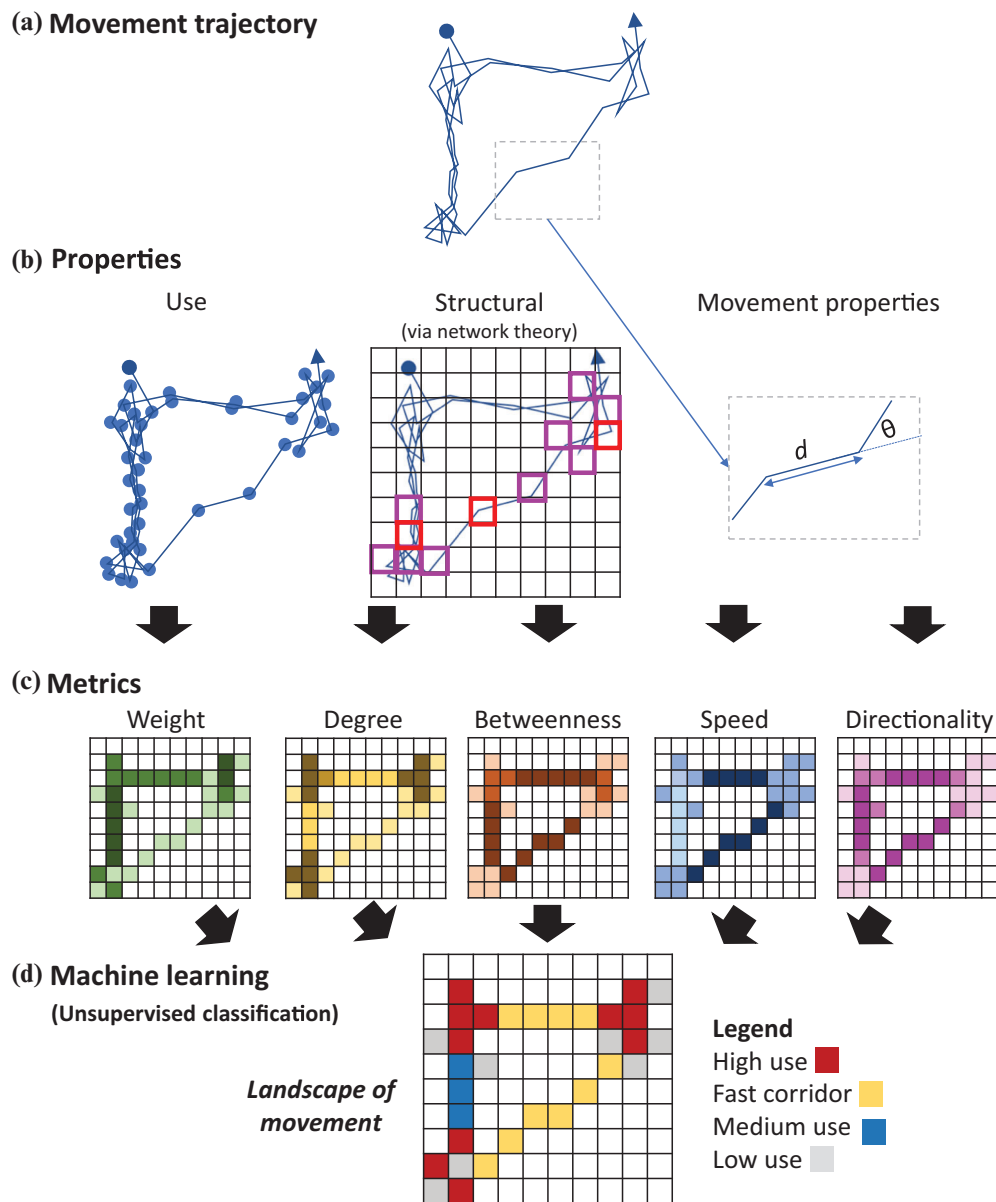 (a) Movement trajectory
(b) Properties
Use
Structural
(via network theory)
Movement properties
d
θ
(c) Metrics
Weight
Degree
Betweenness
Speed
Directionality
(d) Machine learning
(Unsupervised classification)
Landscape of
movement
Legend
High use
Fast corridor
Medium use
Low use